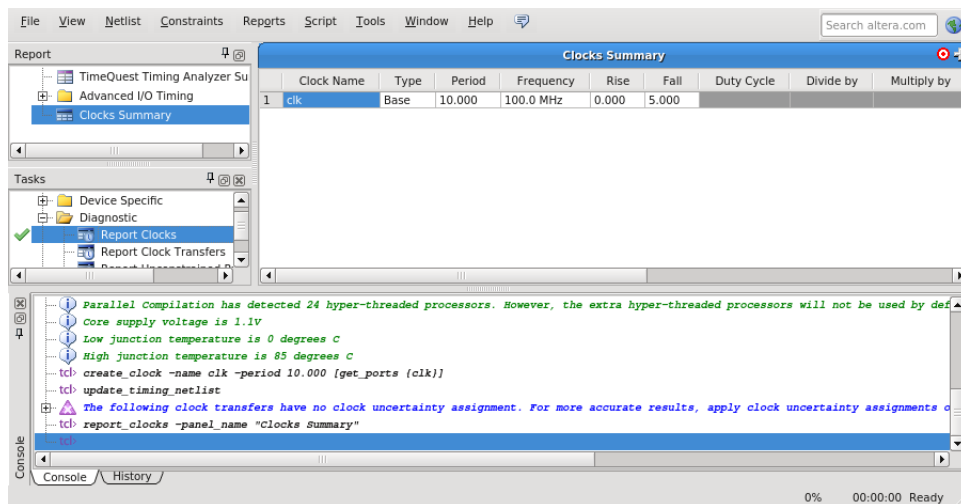 File View Netlist Constraints Reports Script Tools Window Help
Search altera.com
Report
TimeQuest Timing Analyzer Su
Advanced I/O Timing
Clocks Summary
Clocks Summary
Clock Name Type Period Frequency Rise Fall Duty Cycle Divide by Multiply by
1 clk Base 10.000 100.0 MHz 0.000 5.000
Tasks
Device Specific
Diagnostic
Report Clocks
Report Clock Transfers
Parallel Compilation has detected 24 hyper-threaded processors. However, the extra hyper-threaded processors will not be used by def
Core supply voltage is 1.1V
Low junction temperature is 0 degrees C
High junction temperature is 85 degrees C
tcl> create_clock -name clk -period 10.000 [get_ports {clk}]
tcl> update_timing_netlist
The following clock transfers have no clock uncertainty assignment. For more accurate results, apply clock uncertainty assignments o
tcl> report_clocks -panel_name "Clocks Summary"
tcl>
Console
Console History
0% 00:00:00 Ready